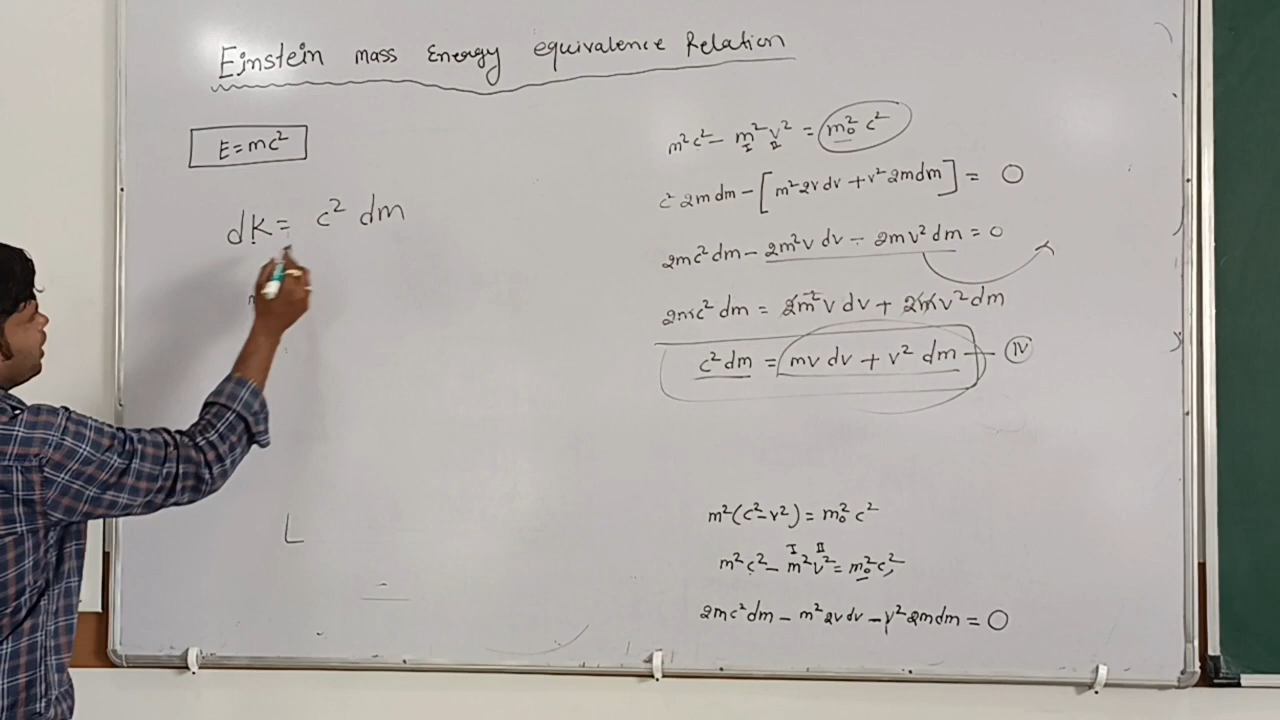 Einstein mass Energy equivalence Relation
E=mc²
dK= c² dm
L
m²c²– m²v² = m₀²c²
I II
c² 2m dm – [m² 2v dv + v² 2m dm] = 0
2mc² dm – 2m²v dv – 2mv² dm = 0
2mc² dm = 2m²v dv + 2mv² dm
c² dm = mv dv + v² dm — IV
m²(c²–v²) = m₀²c²
I II
m²c²– m²v² = m₀²c²
2mc² dm – m² 2v dv – v² 2m dm = 0